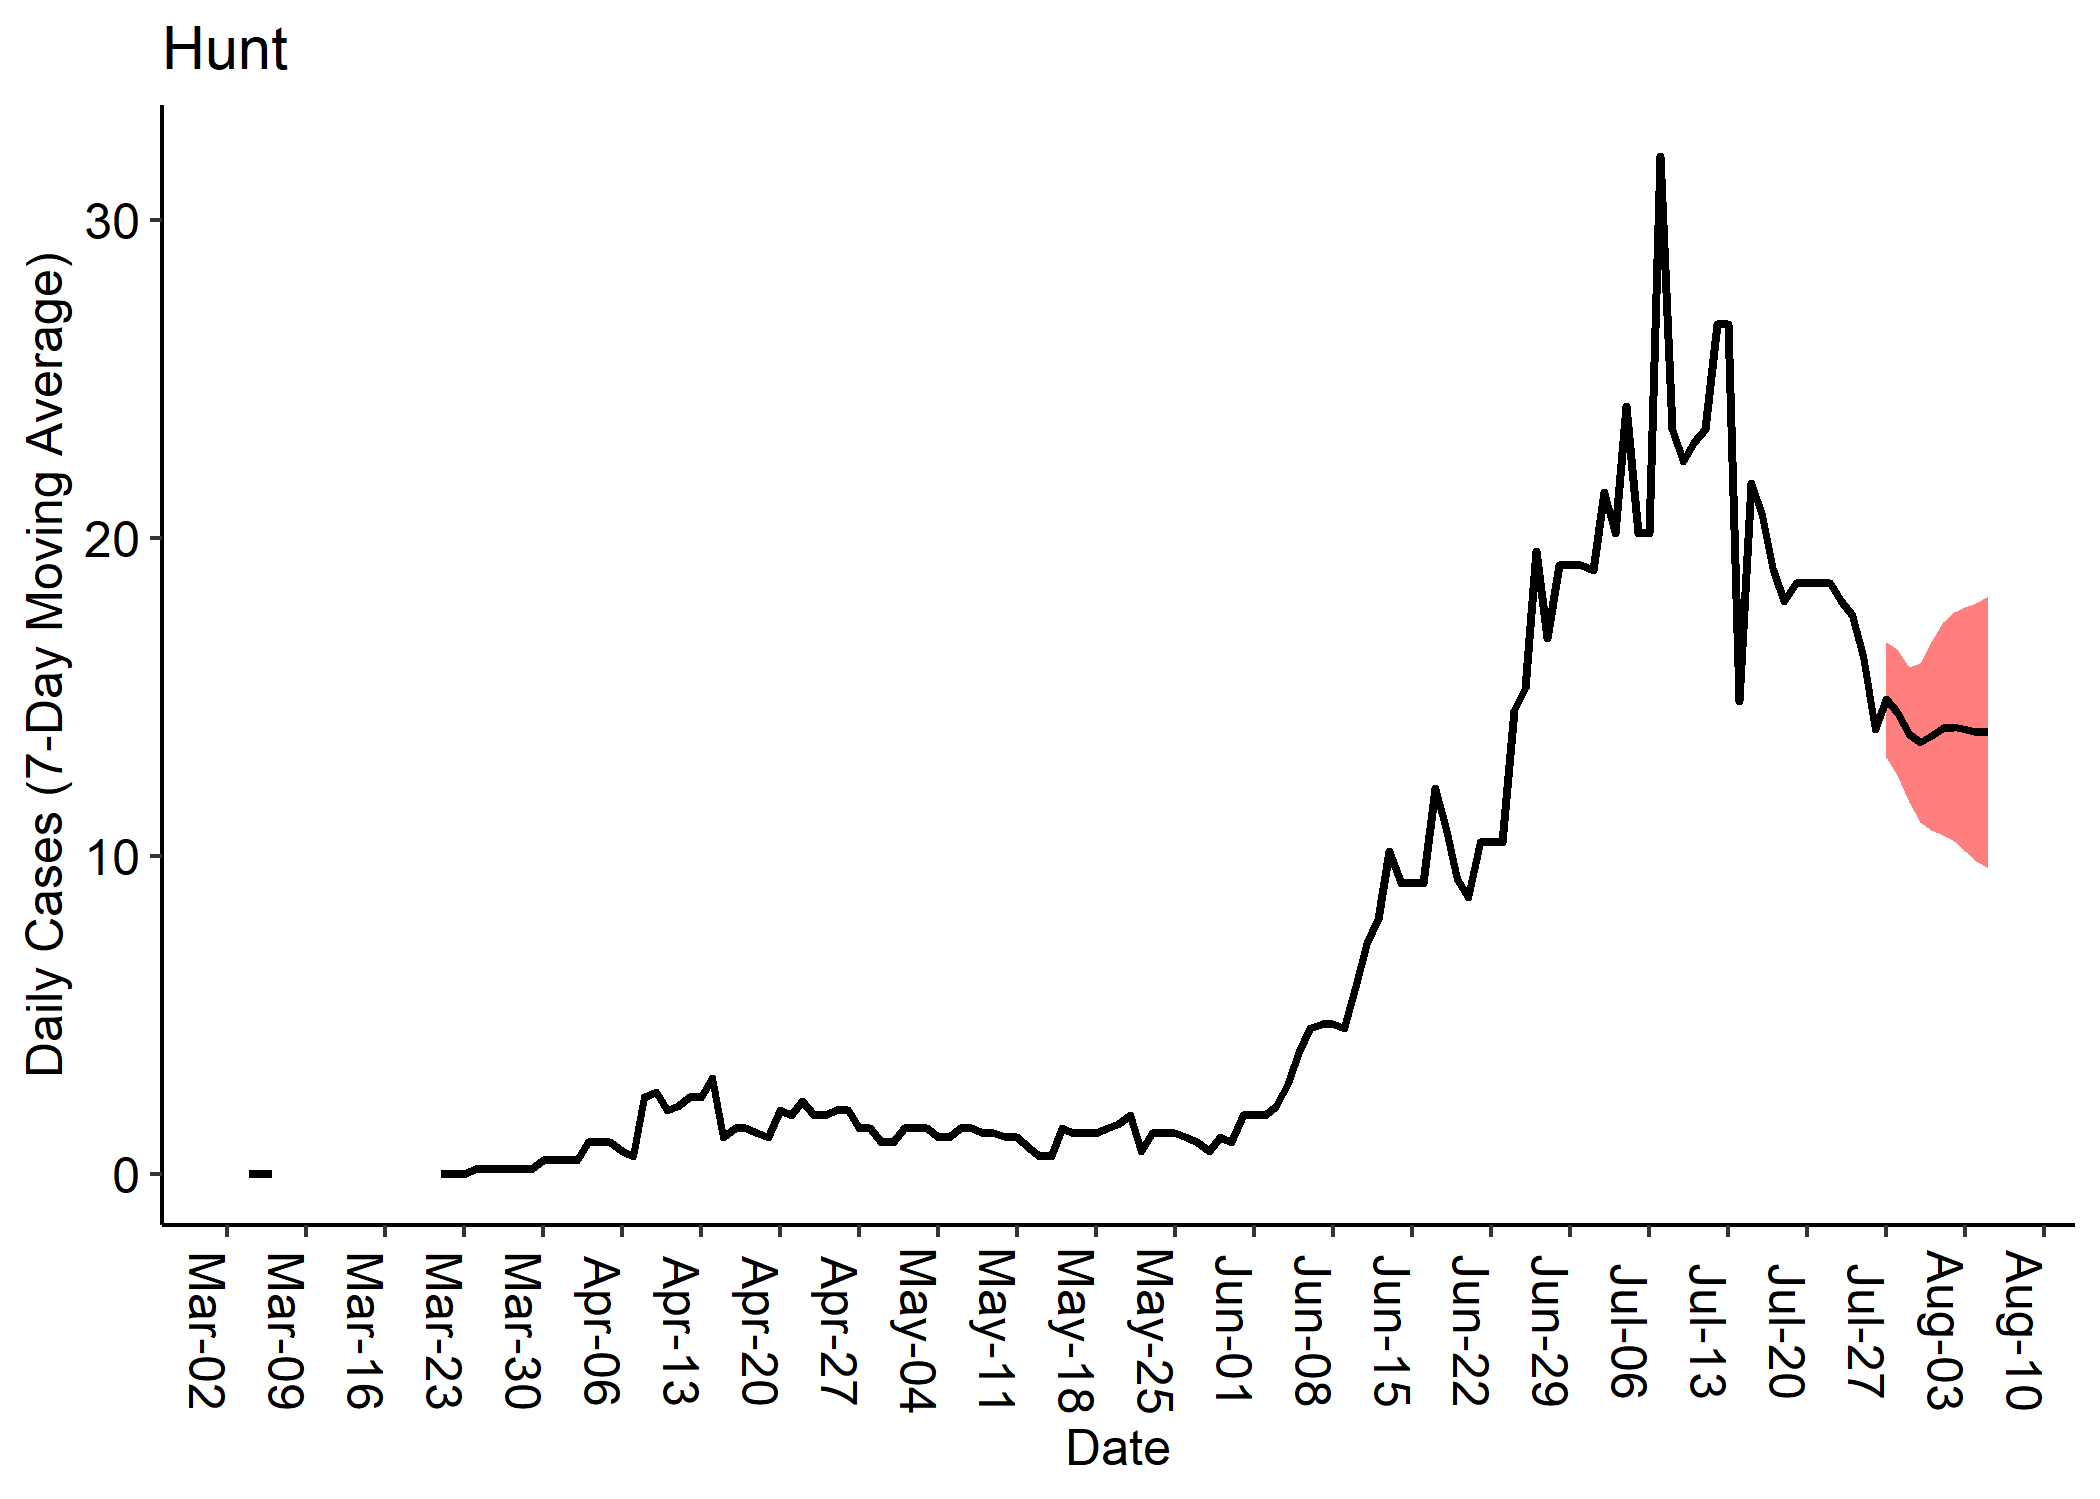 Hunt
Daily Cases (7-Day Moving Average)
30
20
10
0
Mar-02
Mar-09
Mar-16
Mar-23
Mar-30
Apr-06
Apr-13
Apr-20
Apr-27
May-04
May-11
May-18
May-25
Jun-01
Jun-08
Jun-15
Jun-22
Jun-29
Jul-06
Jul-13
Jul-20
Jul-27
Aug-03
Aug-10
Date